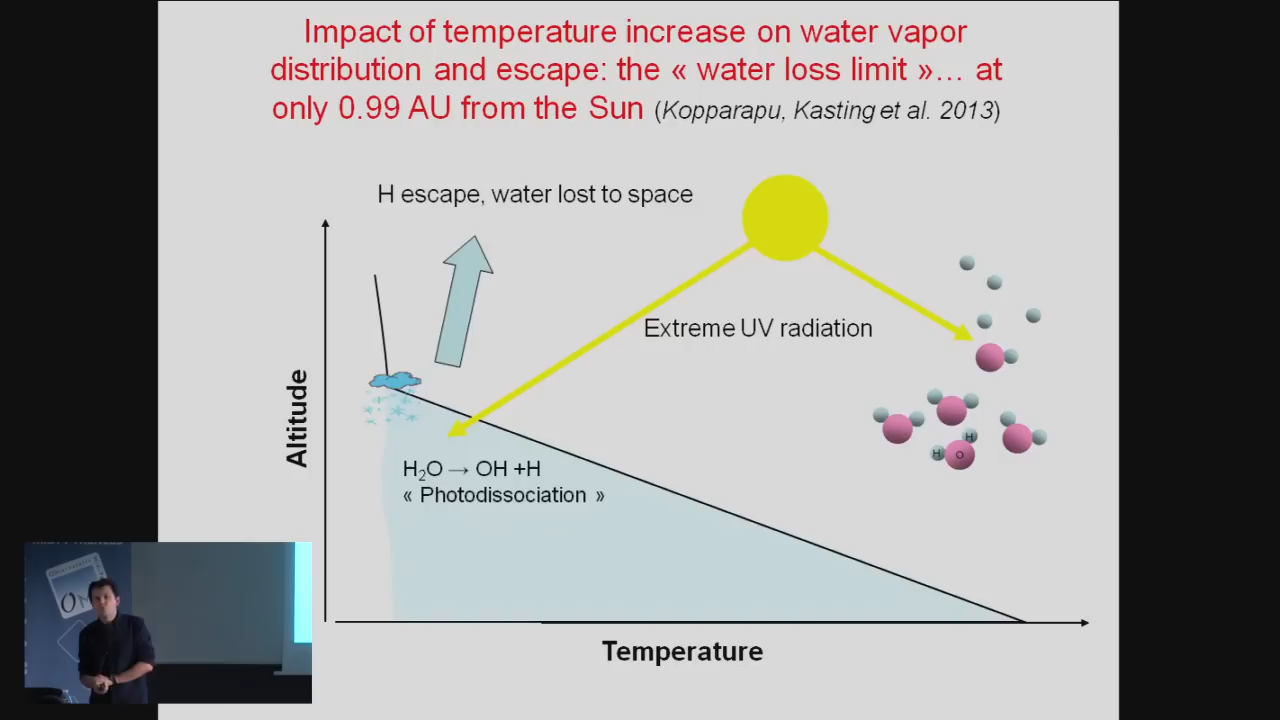 Impact of temperature increase on water vapor
distribution and escape: the « water loss limit »… at
only 0.99 AU from the Sun (Kopparapu, Kasting et al. 2013)
H escape, water lost to space
Extreme UV radiation
Altitude
H
H
O
H₂O → OH +H
« Photodissociation »
Temperature